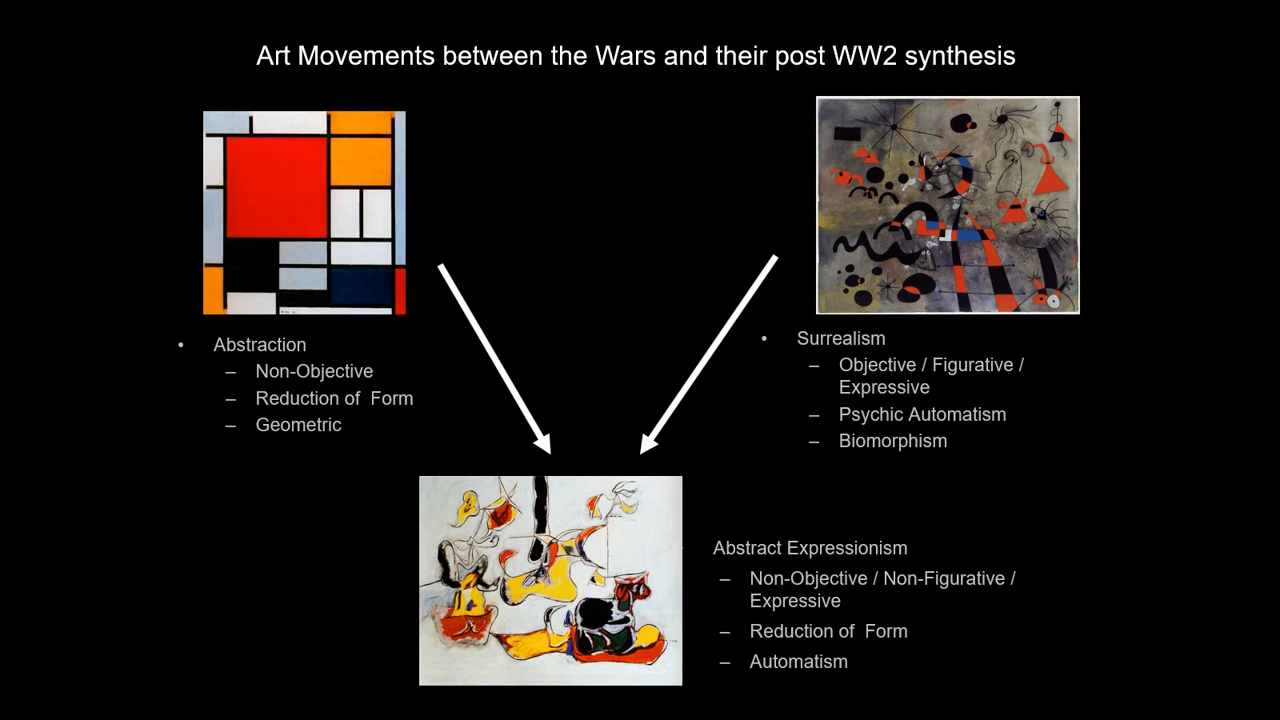 Art Movements between the Wars and their post WW2 synthesis
• Abstraction
– Non-Objective
– Reduction of  Form
– Geometric
• Surrealism
– Objective / Figurative /
Expressive
– Psychic Automatism
– Biomorphism
Abstract Expressionism
– Non-Objective / Non-Figurative /
Expressive
– Reduction of  Form
– Automatism